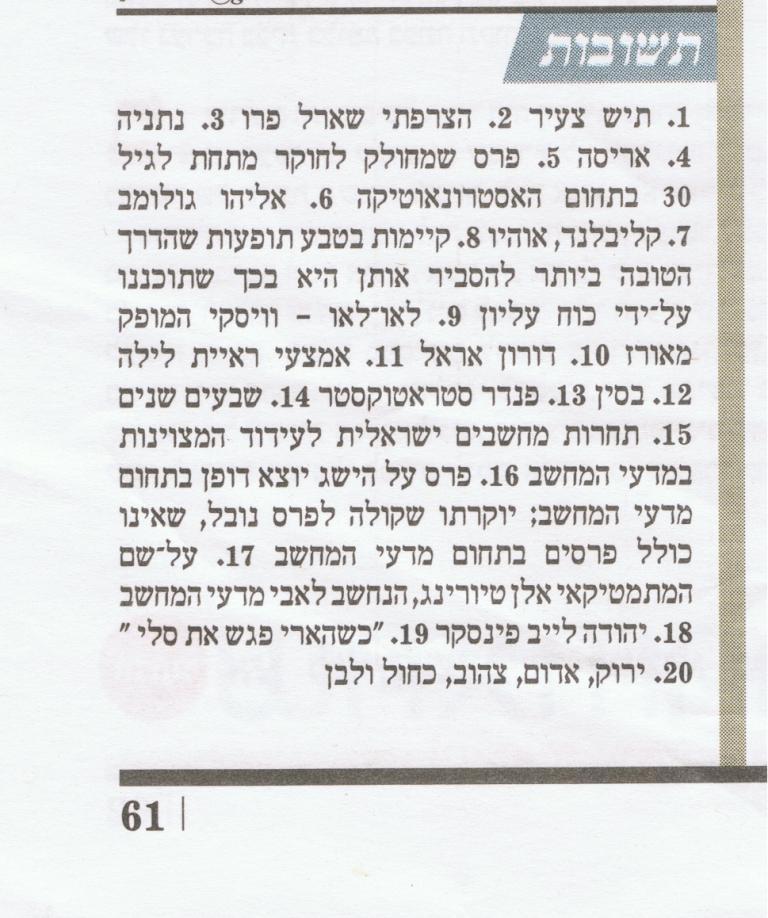 תשובות
1. תיש צעיר 2. הצרפתי שארל פרו 3. נתניה
4. אריסה 5. פרס שמחולק לחוקר מתחת לגיל
30 בתחום האסטרונאוטיקה 6. אליהו גולומב
7. קליבלנד, אוהיו 8. קיימות בטבע תופעות שהדרך
הטובה ביותר להסביר אותן היא בכך שתוכננו
על־ידי כוח עליון 9. לאו־לאו – וויסקי המופק
מאורז 10. דורון אראל 11. אמצעי ראיית לילה
12. בסין 13. פנדר סטראטוקסטר 14. שבעים שנים
15. תחרות מחשבים ישראלית לעידוד המצוינות
במדעי המחשב 16. פרס על הישג יוצא דופן בתחום
מדעי המחשב; יוקרתו שקולה לפרס נובל, שאינו
כולל פרסים בתחום מדעי המחשב 17. על־שם
המתמטיקאי אלן טיורינג, הנחשב לאבי מדעי המחשב
18. יהודה לייב פינסקר 19. "כשהארי פגש את סלי "
20. ירוק, אדום, צהוב, כחול ולבן
61 |